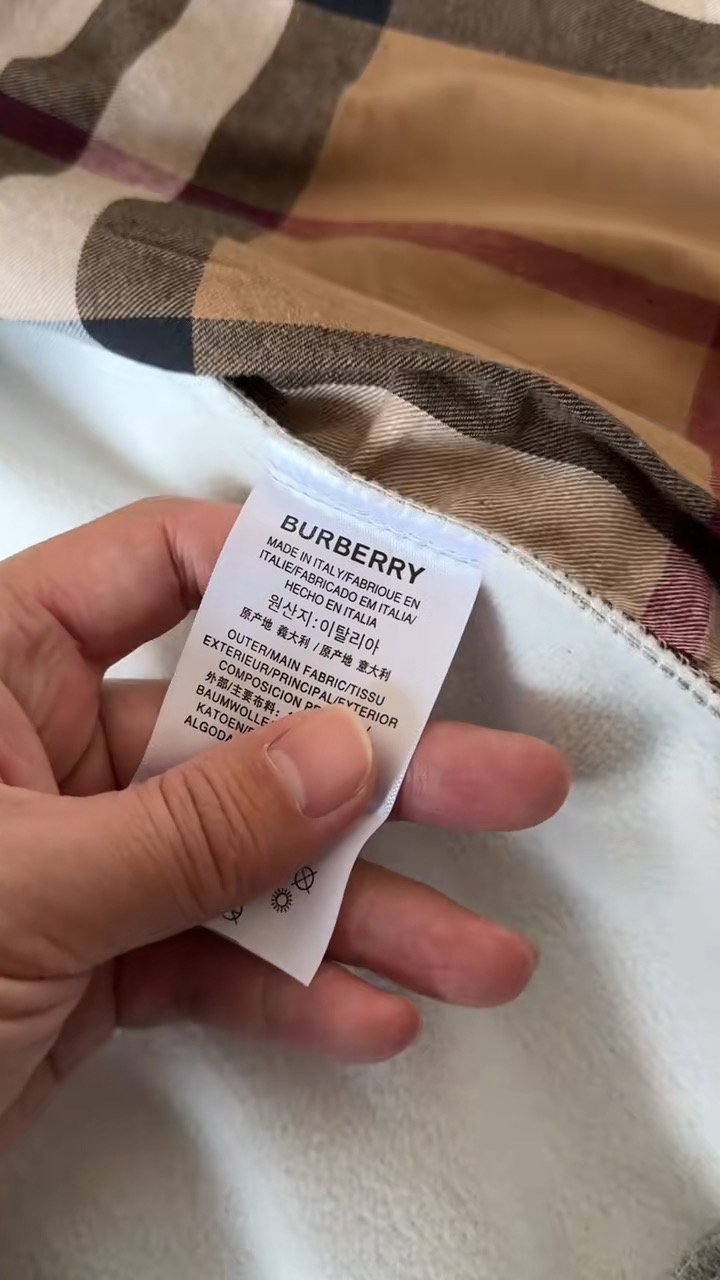 BURBERRY
MADE IN ITALY/FABRIQUE EN
ITALIE/FABRICADO EM ITALIA/
HECHO EN ITALIA
원산지:이탈리아
原产地 義大利 / 原产地 意大利
OUTER/MAIN FABRIC/TISSU
EXTERIEUR/PRINCIPAL/EXTERIOR
COMPOSICION
外部/主要布料:
BAUMWOLLE
KATOEN/